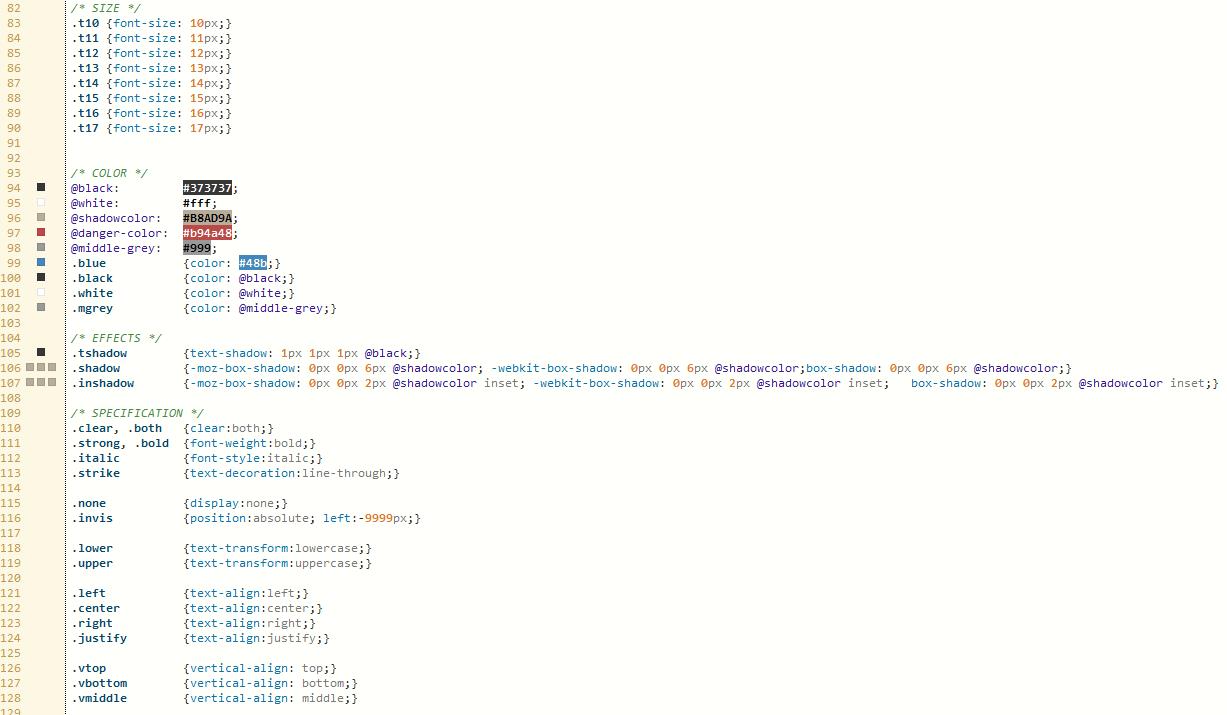 82 /* SIZE */
83 .t10 {font-size: 10px;}
84 .t11 {font-size: 11px;}
85 .t12 {font-size: 12px;}
86 .t13 {font-size: 13px;}
87 .t14 {font-size: 14px;}
88 .t15 {font-size: 15px;}
89 .t16 {font-size: 16px;}
90 .t17 {font-size: 17px;}
91
92
93 /* COLOR */
94 @black: #373737;
95 @white: #fff;
96 @shadowcolor: #B8AD9A;
97 @danger-color: #b94a48;
98 @middle-grey: #999;
99 .blue {color: #48b;}
100 .black {color: @black;}
101 .white {color: @white;}
102 .mgrey {color: @middle-grey;}
103
104 /* EFFECTS */
105 .tshadow {text-shadow: 1px 1px 1px @black;}
106 .shadow {-moz-box-shadow: 0px 0px 6px @shadowcolor; -webkit-box-shadow: 0px 0px 6px @shadowcolor;box-shadow: 0px 0px 6px @shadowcolor;}
107 .inshadow {-moz-box-shadow: 0px 0px 2px @shadowcolor inset; -webkit-box-shadow: 0px 0px 2px @shadowcolor inset; box-shadow: 0px 0px 2px @shadowcolor inset;}
108
109 /* SPECIFICATION */
110 .clear, .both {clear:both;}
111 .strong, .bold {font-weight:bold;}
112 .italic {font-style:italic;}
113 .strike {text-decoration:line-through;}
114
115 .none {display:none;}
116 .invis {position:absolute; left:-9999px;}
117
118 .lower {text-transform:lowercase;}
119 .upper {text-transform:uppercase;}
120
121 .left {text-align:left;}
122 .center {text-align:center;}
123 .right {text-align:right;}
124 .justify {text-align:justify;}
125
126 .vtop {vertical-align: top;}
127 .vbottom {vertical-align: bottom;}
128 .vmiddle {vertical-align: middle;}
129